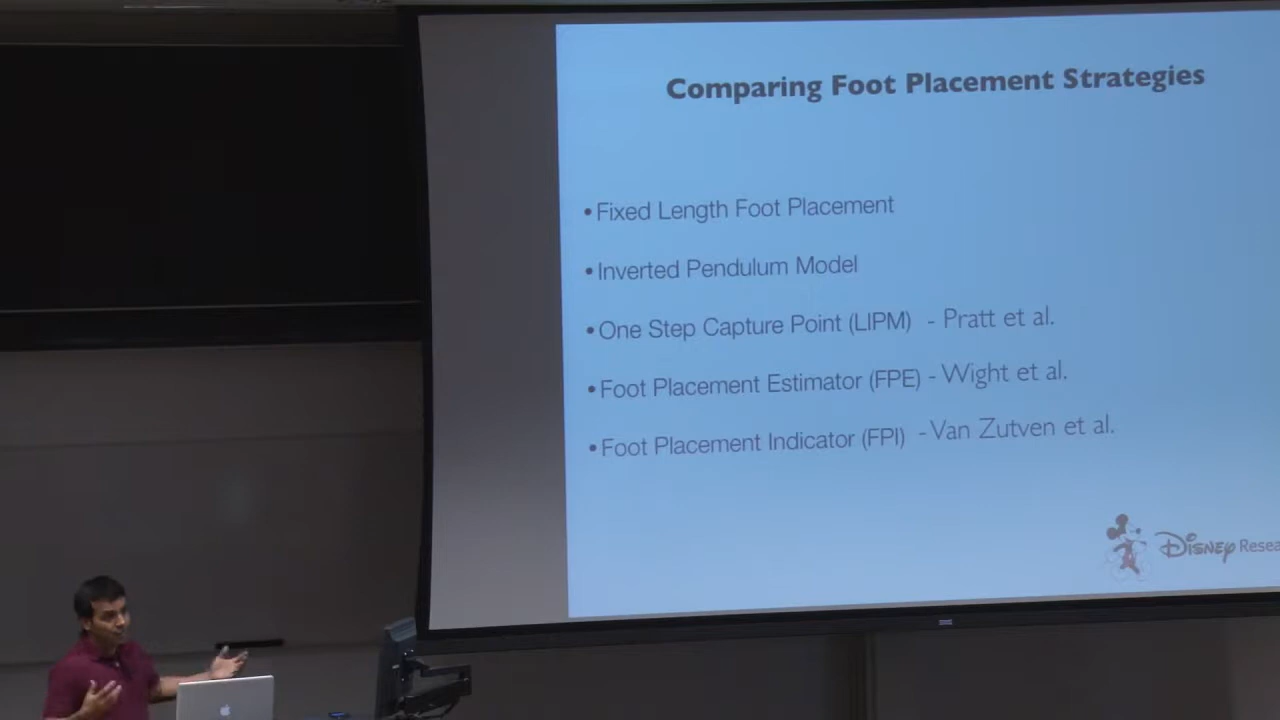 Comparing Foot Placement Strategies
• Fixed Length Foot Placement
• Inverted Pendulum Model
• One Step Capture Point (LIPM) - Pratt et al.
• Foot Placement Estimator (FPE) - Wight et al.
• Foot Placement Indicator (FPI) - Van Zutven et al.
Disney Resea